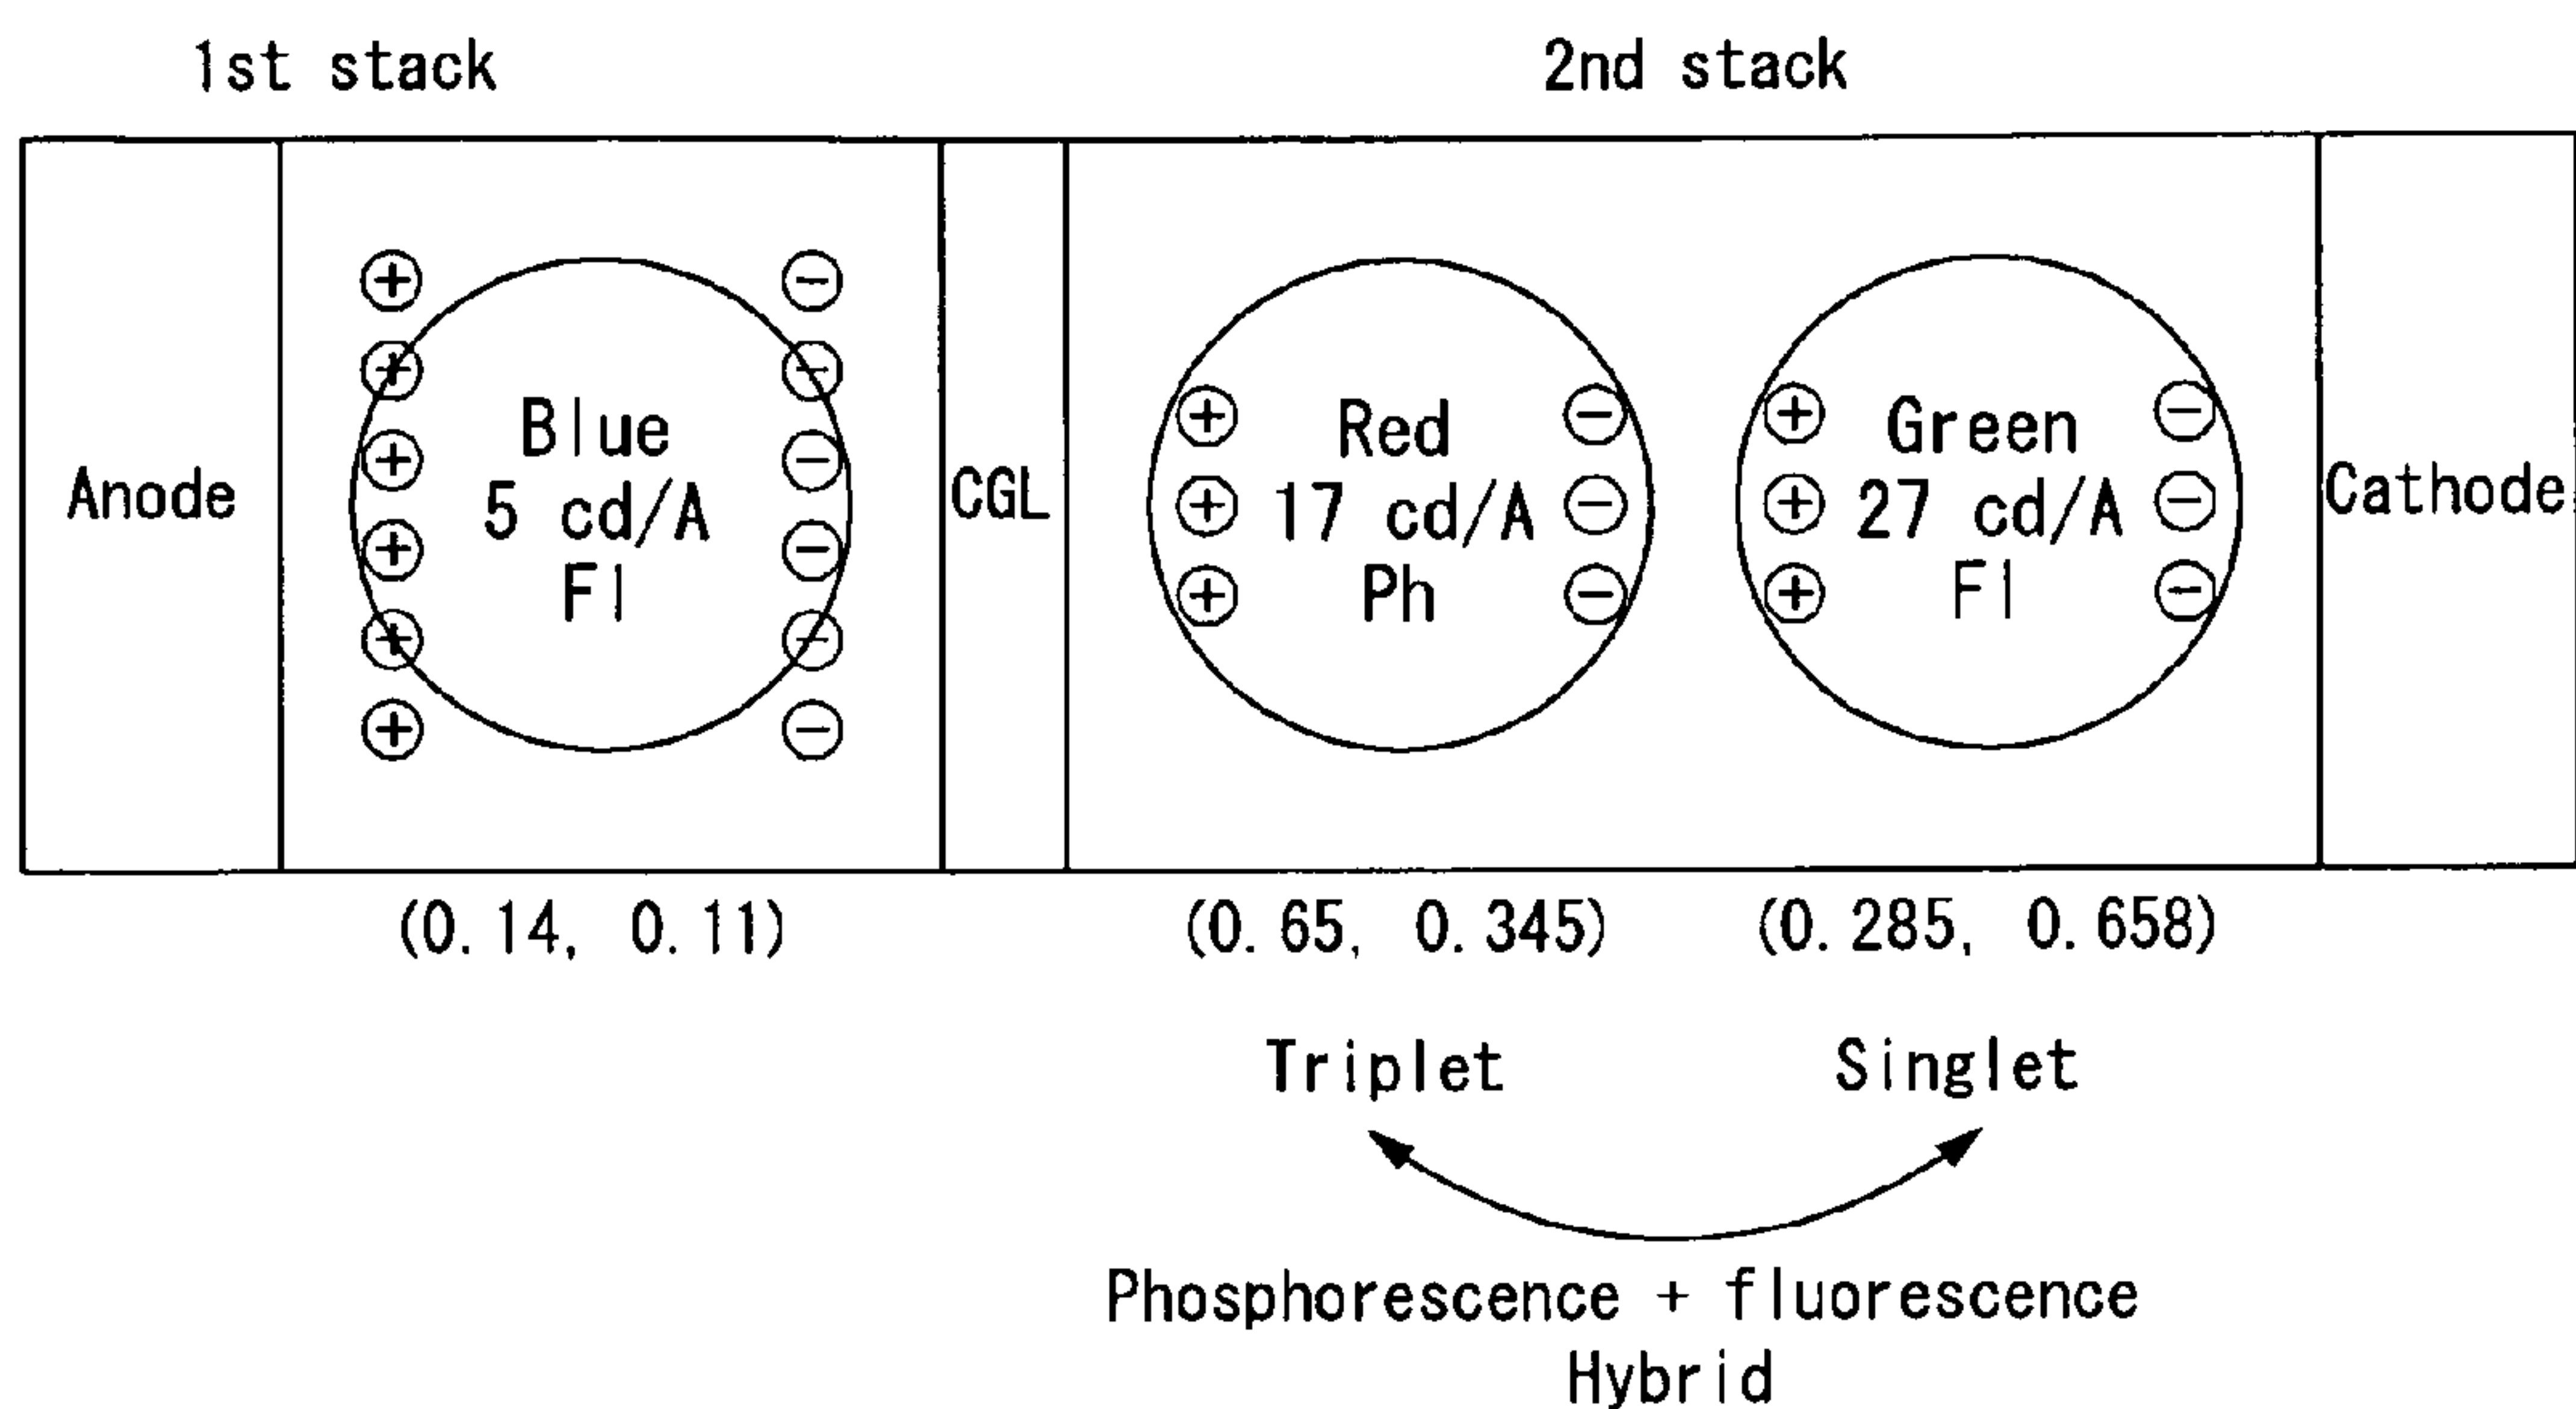 1st stack
2nd stack
Anode
+ −
+ −
+ −
+ −
+ −
+ −
Blue
5 cd/A
Fl
CGL
+ −
+ −
+ −
Red
17 cd/A
Ph
+ −
+ −
+ −
Green
27 cd/A
Fl
Cathode
(0.14, 0.11)
(0.65, 0.345)
(0.285, 0.658)
Triplet
Singlet
Phosphorescence + fluorescence
Hybrid